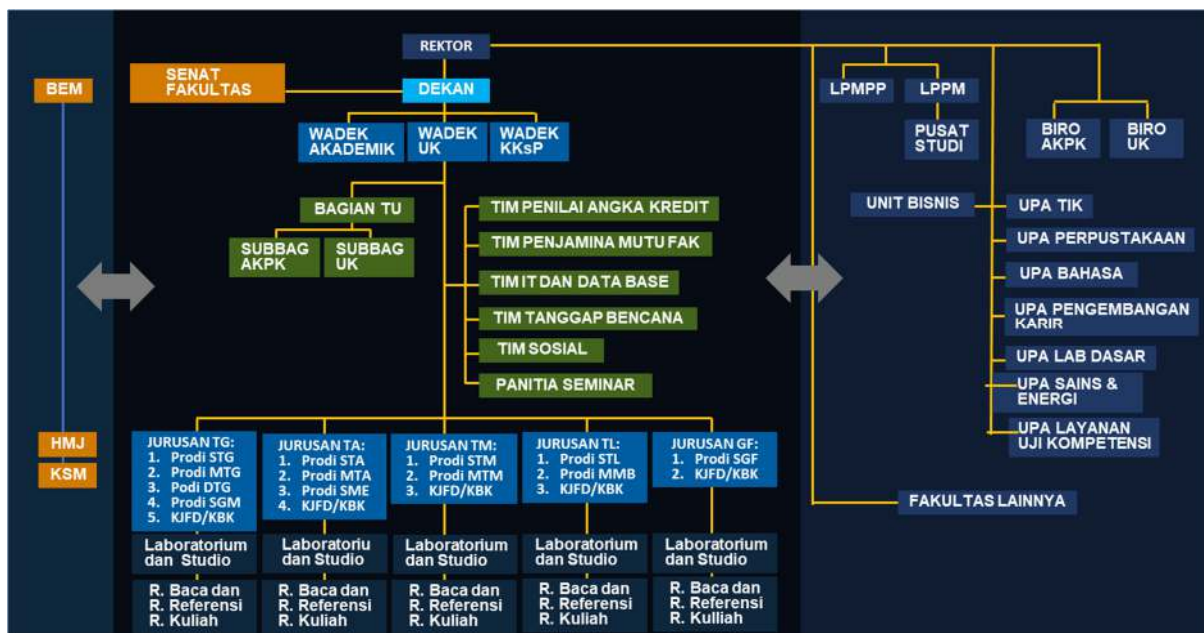 REKTOR
SENAT
FAKULTAS
DEKAN
BEM
WADEK
AKADEMIK
WADEK
UK
WADEK
KKsP
BAGIAN TU
SUBBAG
AKPK
SUBBAG
UK
TIM PENILAI ANGKA KREDIT
TIM PENJAMINA MUTU FAK
TIM IT DAN DATA BASE
TIM TANGGAP BENCANA
TIM SOSIAL
PANITIA SEMINAR
HMJ
KSM
JURUSAN TG:
1. Prodi STG
2. Prodi MTG
3. Podi DTG
4. Prodi SGM
5. KJFD/KBK
JURUSAN TA:
1. Prodi STA
2. Prodi MTA
3. Prodi SME
4. KJFD/KBK
JURUSAN TM:
1. Prodi STM
2. Prodi MTM
3. KJFD/KBK
JURUSAN TL:
1. Prodi STL
2. Prodi MMB
3. KJFD/KBK
JURUSAN GF:
1. Prodi SGF
2. KJFD/KBK
Laboratorium
dan Studio
Laboratoriu
dan Studio
Laboratorium
dan Studio
Laboratorium
dan Studio
Laboratorium
dan Studio
R. Baca dan
R. Referensi
R. Kuliah
R. Baca dan
R. Referensi
R. Kuliah
R. Baca dan
R. Referensi
R. Kuliah
R. Baca dan
R. Referensi
R. Kuliah
R. Baca dan
R. Referensi
R. Kulliah
LPMPP
LPPM
PUSAT
STUDI
BIRO
AKPK
BIRO
UK
UNIT BISNIS
UPA TIK
UPA PERPUSTAKAAN
UPA BAHASA
UPA PENGEMBANGAN
KARIR
UPA LAB DASAR
UPA SAINS &
ENERGI
UPA LAYANAN
UJI KOMPETENSI
FAKULTAS LAINNYA